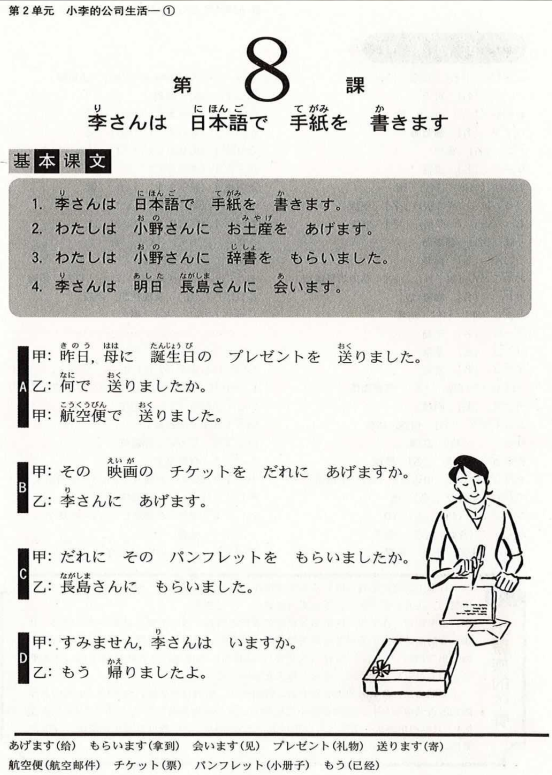 第2单元 小李的公司生活—①
第 8 課
李さんは 日本語で 手紙を 書きます
基本课文
1. 李さんは 日本語で 手紙を 書きます。
2. わたしは 小野さんに お土産を あげます。
3. わたしは 小野さんに 辞書を もらいました。
4. 李さんは 明日 長島さんに 会います。
A
甲: 昨日, 母に 誕生日の プレゼントを 送りました。
乙: 何で 送りましたか。
甲: 航空便で 送りました。
B
甲: その 映画の チケットを だれに あげますか。
乙: 李さんに あげます。
C
甲: だれに その パンフレットを もらいましたか。
乙: 長島さんに もらいました。
D
甲: すみません, 李さんは いますか。
乙: もう 帰りましたよ。
あげます(给) もらいます(拿到) 会います(见) プレゼント(礼物) 送ります(寄)
航空便(航空邮件) チケット(票) パンフレット(小册子) もう(已经)